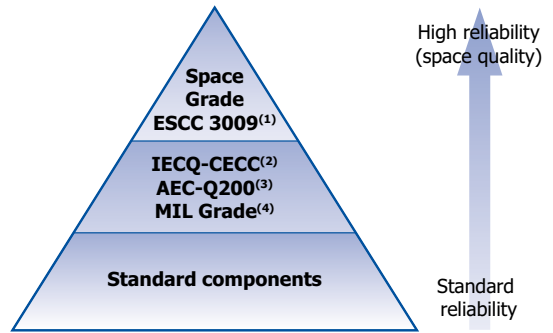 Space
Grade
ESCC 3009(1)
IECQ-CECC(2)
AEC-Q200(3)
MIL Grade(4)
Standard components
High reliability
(space quality)
Standard
reliability